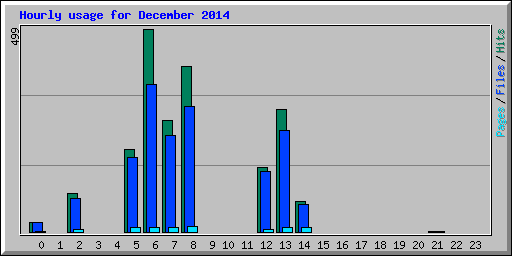 Hourly usage for December 2014
499
Pages/Files/Hits
0 1 2 3 4 5 6 7 8 9 10 11 12 13 14 15 16 17 18 19 20 21 22 23